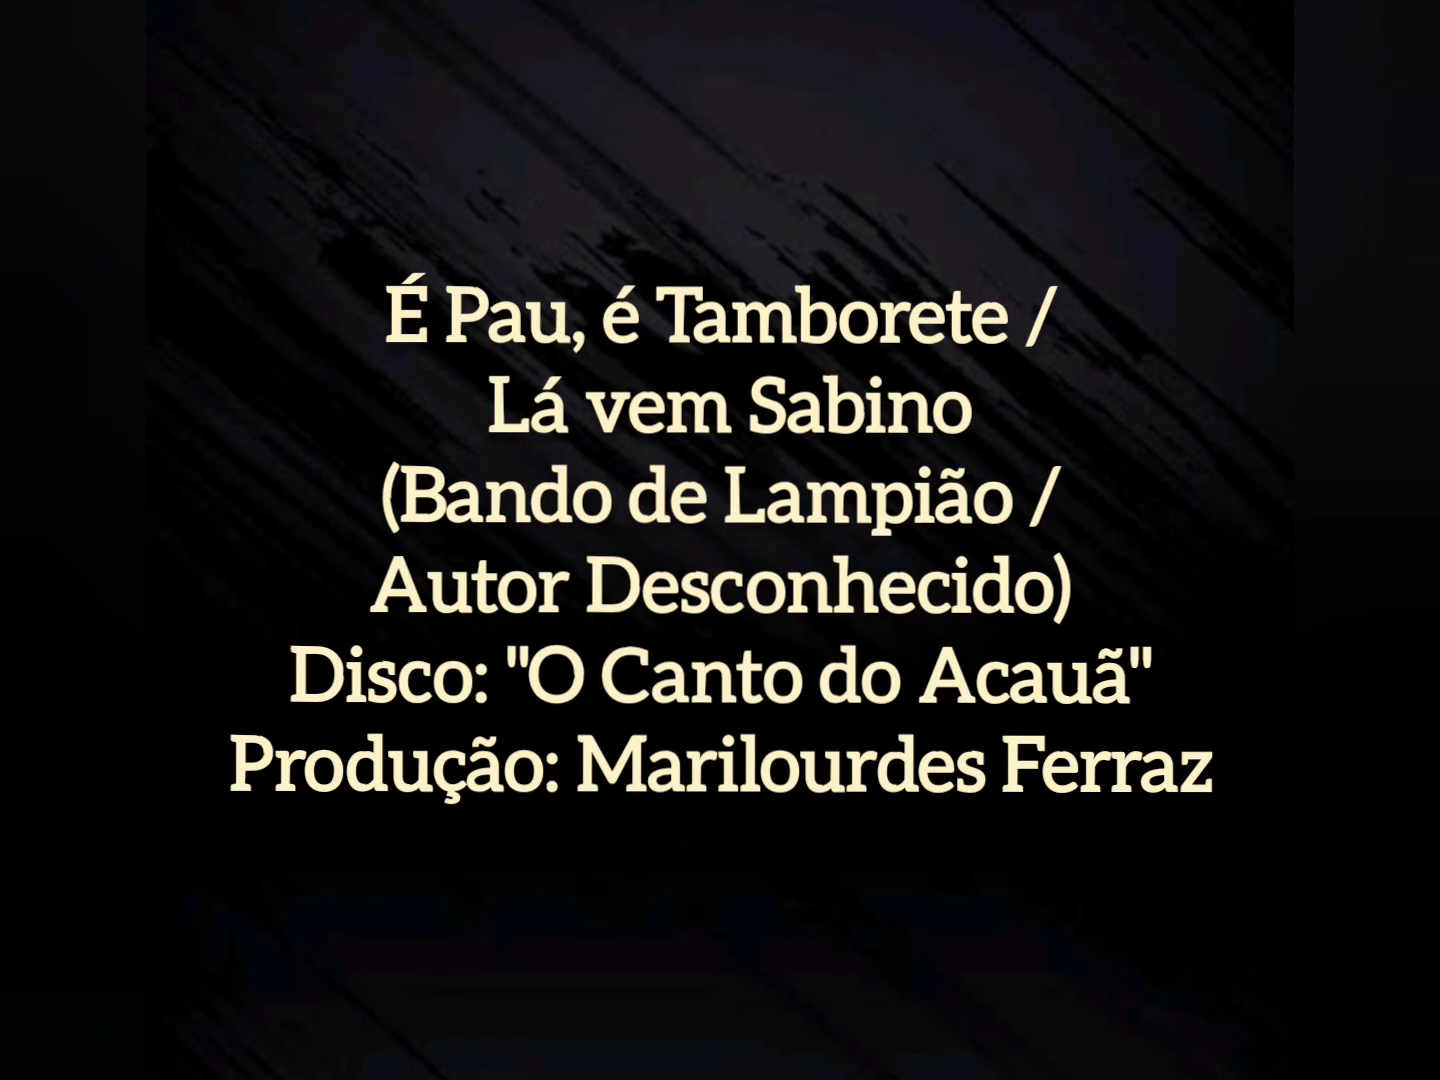 É Pau, é Tamborete /
Lá vem Sabino
(Bando de Lampião /
Autor Desconhecido)
Disco: "O Canto do Acauã"
Produção: Marilourdes Ferraz